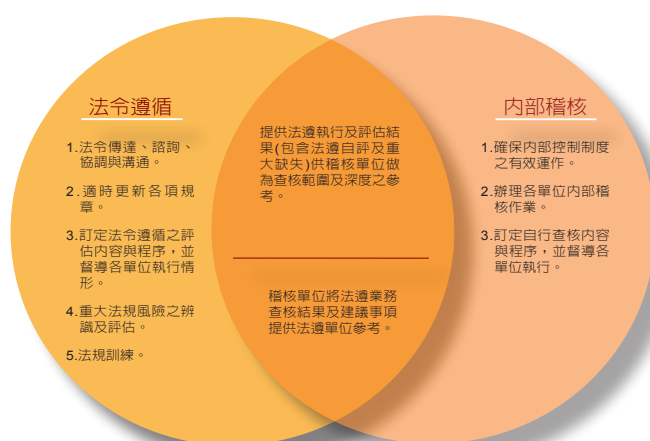 法令遵循
1.法令傳達、諮詢、
協調與溝通。
2.適時更新各項規
章。
3.訂定法令遵循之評
估內容與程序，並
督導各單位執行情
形。
4.重大法規風險之辨
識及評估。
5.法規訓練。
提供法遵執行及評估結
果(包含法遵自評及重
大缺失)供稽核單位做
為查核範圍及深度之參
考。
稽核單位將法遵業務
查核結果及建議事項
提供法遵單位參考。
內部稽核
1.確保內部控制制度
之有效運作。
2.辦理各單位內部稽
核作業。
3.訂定自行查核內容
與程序，並督導各
單位執行。